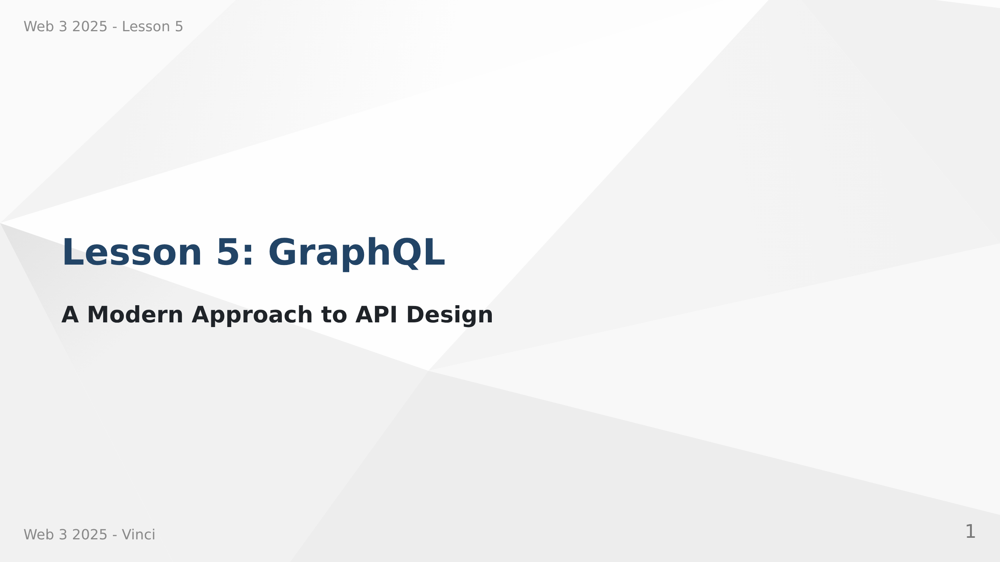 Web 3 2025 - Lesson 5
Lesson 5: GraphQL
A Modern Approach to API Design
Web 3 2025 - Vinci
1